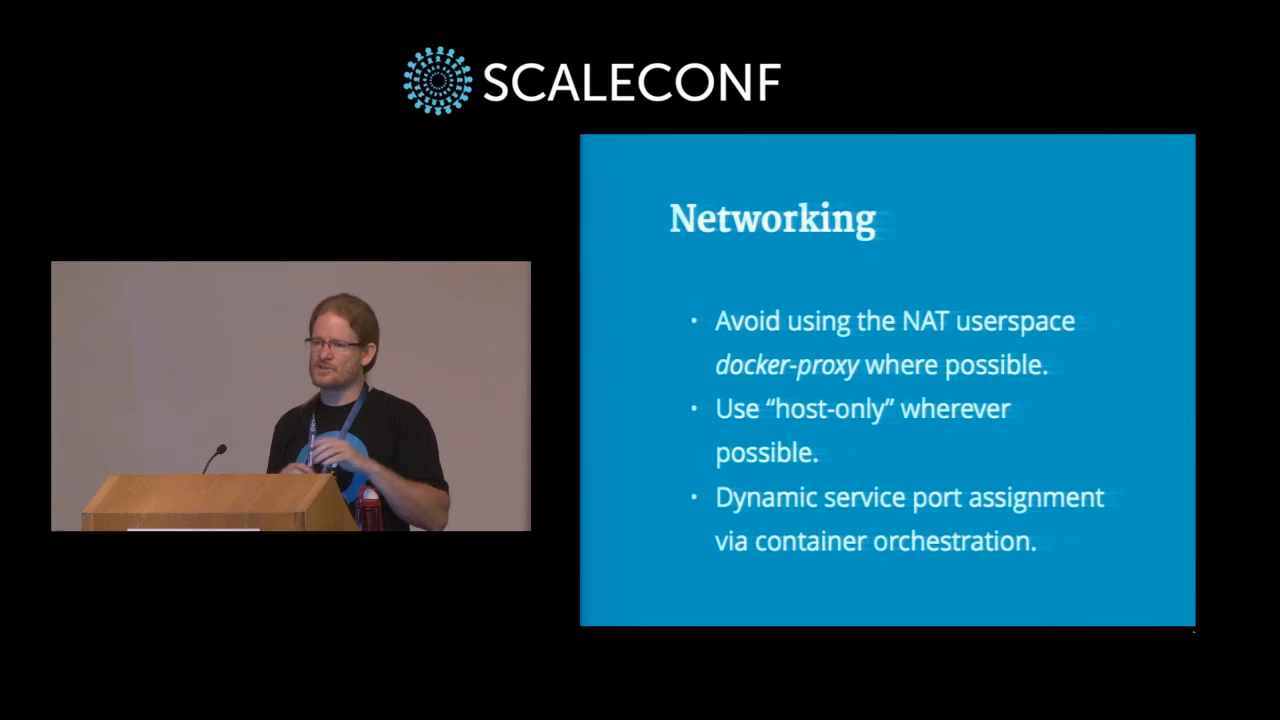 SCALECONF
Networking
• Avoid using the NAT userspace
docker-proxy where possible.
• Use “host-only” wherever
possible.
• Dynamic service port assignment
via container orchestration.